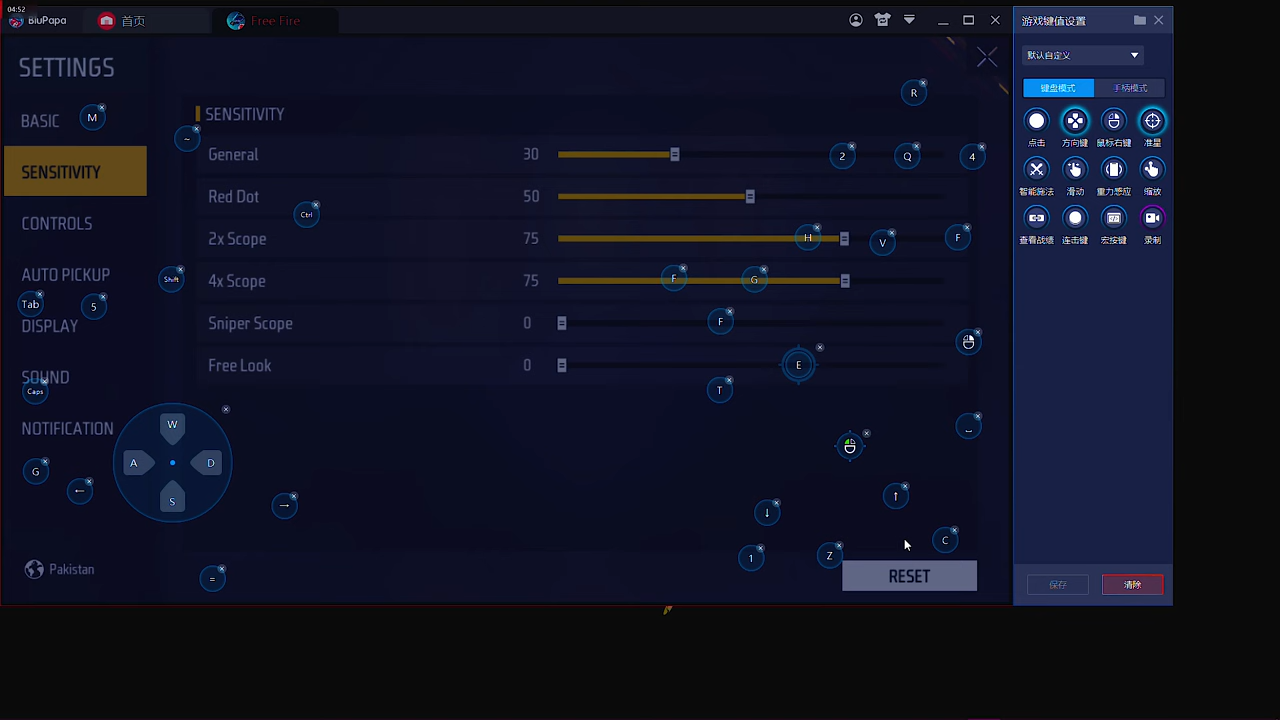 04:52
BiuPapa
首页
Free Fire
游戏键值设置
SETTINGS
默认自定义
键盘模式 手柄模式
R
SENSITIVITY
BASIC M
~
General 30
2 Q 4
点击 方向键 鼠标右键 准星
SENSITIVITY
Red Dot 50
智能施法 滑动 重力感应 缩放
Ctrl
CONTROLS
2x Scope 75
H V F
查看战绩 连击键 宏按键 录制
AUTO PICKUP
Shift
4x Scope 75
F G
Tab 5
DISPLAY
Sniper Scope 0
F
SOUND
Caps
Free Look 0
E
T
NOTIFICATION
W
A D
S
G
←
→
↑
↓
C
1 Z
Pakistan
=
RESET
保存 清除